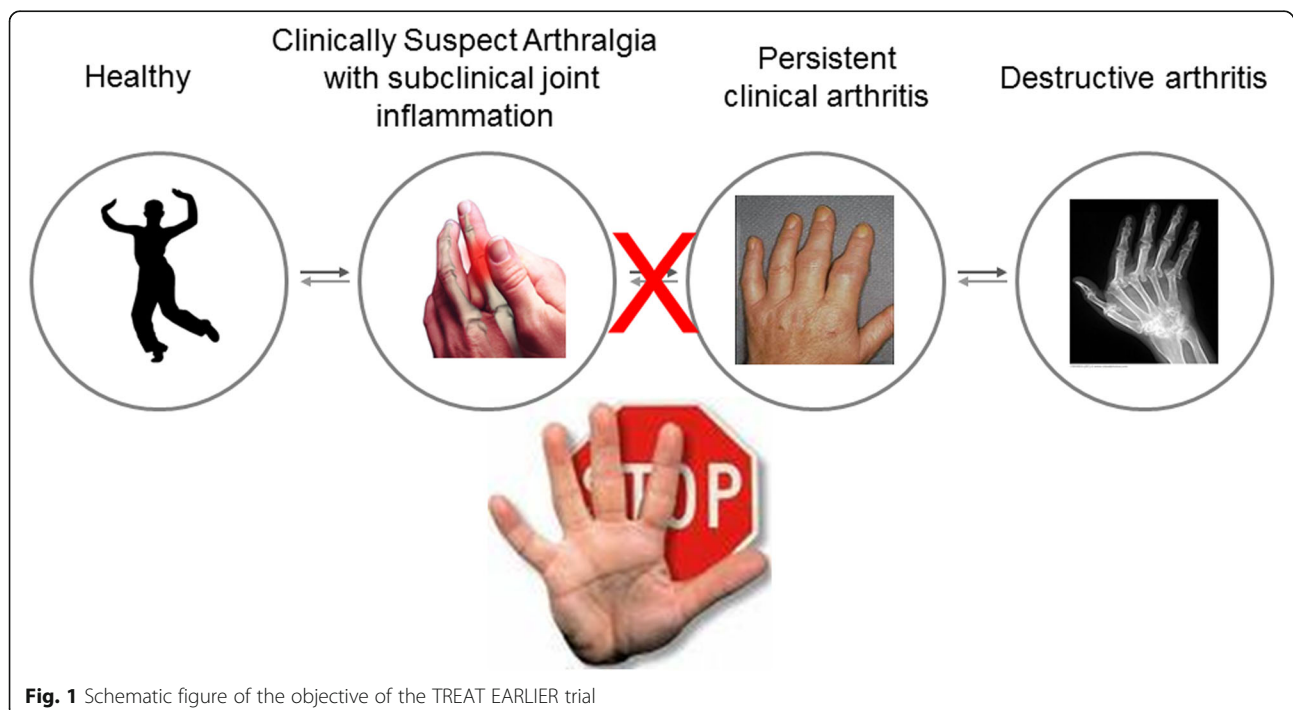 Healthy
Clinically Suspect Arthralgia
with subclinical joint
inflammation
Persistent
clinical arthritis
Destructive arthritis
STOP
Fig. 1 Schematic figure of the objective of the TREAT EARLIER trial